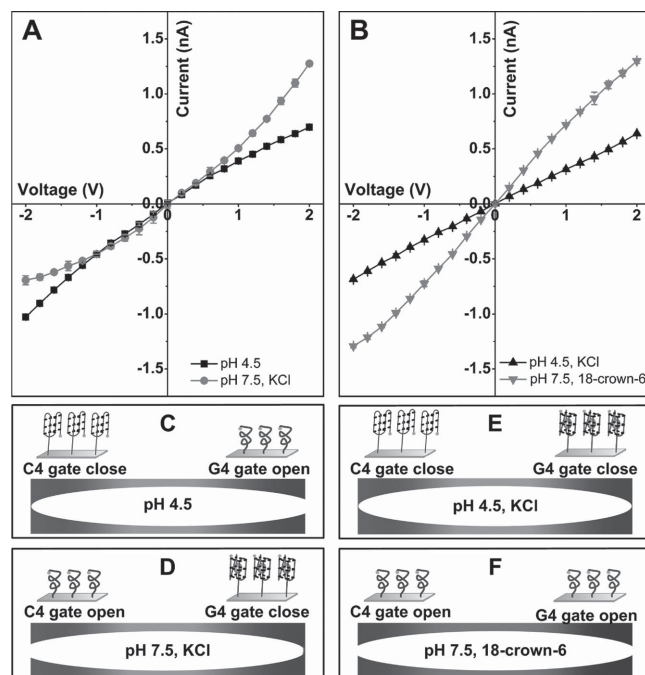 A
Current (nA)
1.5
1.0
0.5
Voltage (V)
0.0
-2
-1
0
1
2
-0.5
-1.0
-1.5
pH 4.5
pH 7.5, KCl
B
Current (nA)
1.5
1.0
0.5
Voltage (V)
0.0
-2
-1
0
1
2
-0.5
-1.0
-1.5
pH 4.5, KCl
pH 7.5, 18-crown-6
C
C4 gate close
G4 gate open
pH 4.5
E
C4 gate close
G4 gate close
pH 4.5, KCl
D
C4 gate open
G4 gate close
pH 7.5, KCl
F
C4 gate open
G4 gate open
pH 7.5, 18-crown-6